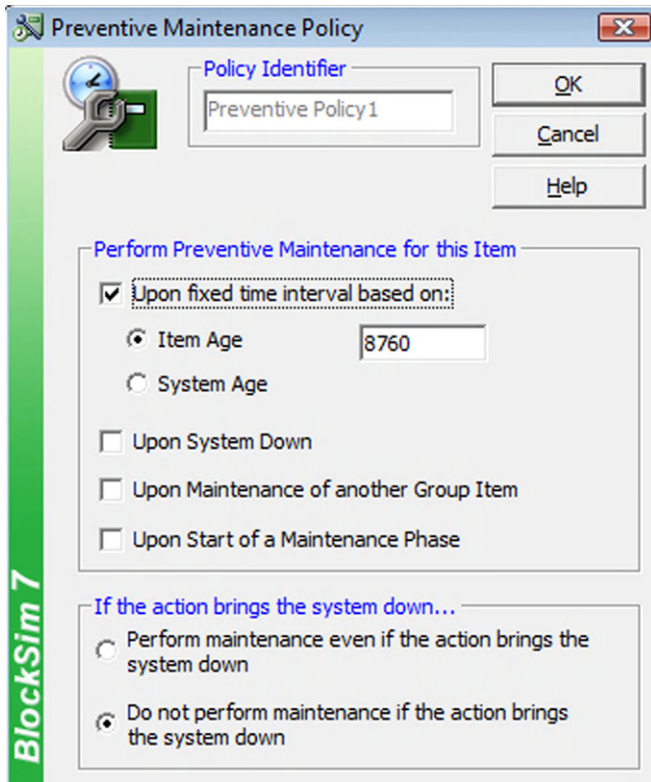 Preventive Maintenance Policy
Policy Identifier
Preventive Policy1
OK
Cancel
Help
Perform Preventive Maintenance for this Item
Upon fixed time interval based on:
Item Age
8760
System Age
Upon System Down
Upon Maintenance of another Group Item
Upon Start of a Maintenance Phase
If the action brings the system down...
Perform maintenance even if the action brings the
system down
Do not perform maintenance if the action brings
the system down
BlockSim 7